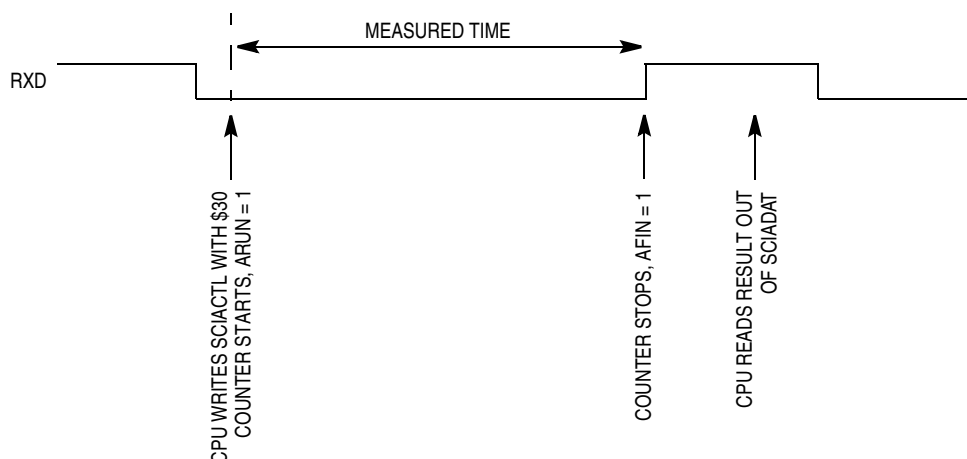 MEASURED TIME
RXD
CPU WRITES SCIACTL WITH $30
COUNTER STARTS, ARUN = 1
COUNTER STOPS, AFIN = 1
CPU READS RESULT OUT
OF SCIADAT